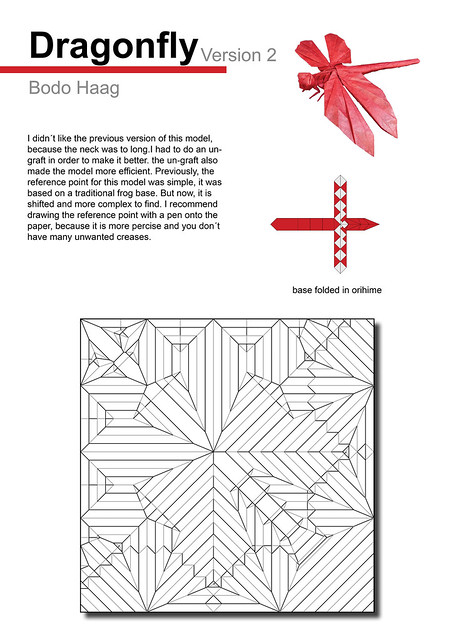 Dragonfly Version 2
Bodo Haag
I didn´t like the previous version of this model,
because the neck was to long.I had to do an un-
graft in order to make it better. the un-graft also
made the model more efficient. Previously, the
reference point for this model was simple, it was
based on a traditional frog base. But now, it is
shifted and more complex to find. I recommend
drawing the reference point with a pen onto the
paper, because it is more percise and you don´t
have many unwanted creases.
base folded in orihime